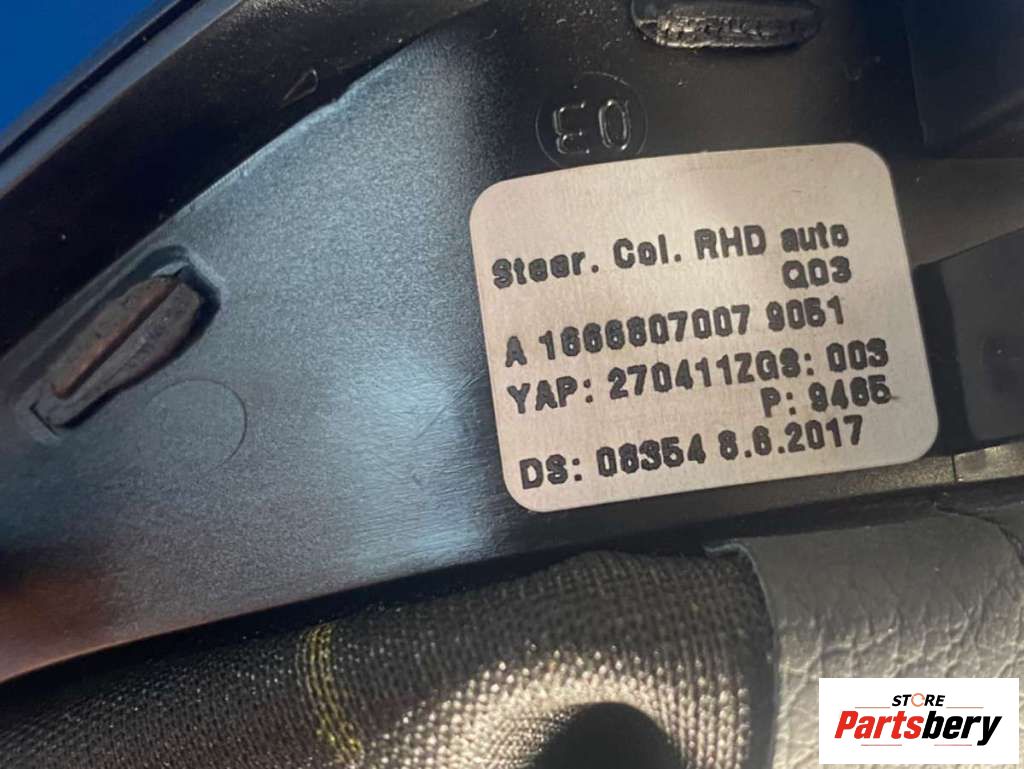 E0
Steer. Col. RHD auto
Q03
A 1666807007 9051
YAP: 270411ZGS: 003
P: 9465
DS: 08354 8.6.2017
STORE
Partsbery